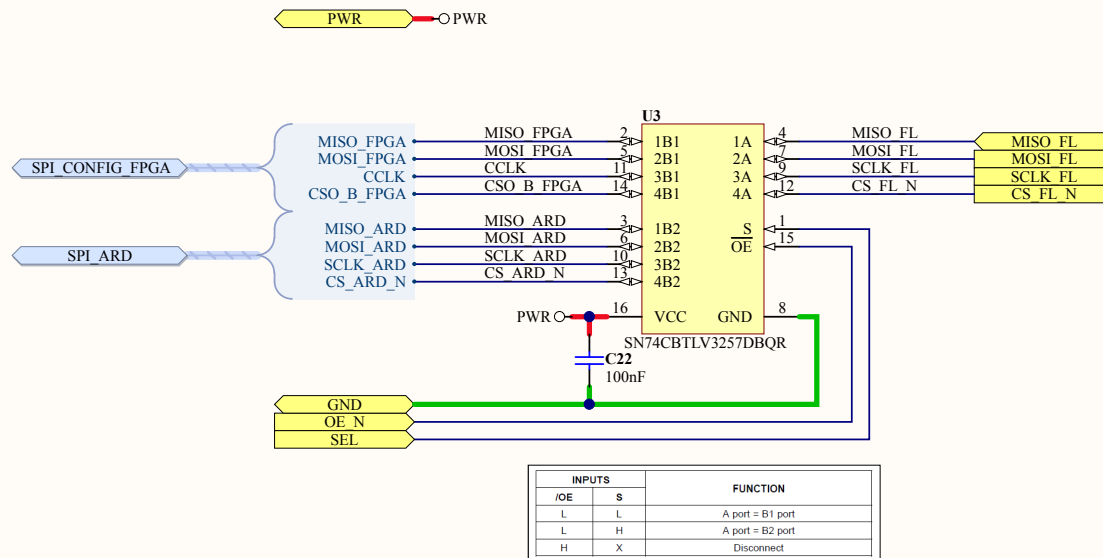 PWR PWR
U3
MISO_FPGA MISO_FPGA 2 1B1 1A 4 MISO_FL MISO_FL
MOSI_FPGA MOSI_FPGA 5 2B1 2A 7 MOSI_FL MOSI_FL
SPI_CONFIG_FPGA CCLK CCLK 11 3B1 3A 9 SCLK_FL SCLK_FL
CSO_B_FPGA CSO_B_FPGA 14 4B1 4A 12 CS_FL_N CS_FL_N
MISO_ARD MISO_ARD 3 1B2 S 1
SPI_ARD MOSI_ARD MOSI_ARD 6 2B2 OE 15
SCLK_ARD SCLK_ARD 10 3B2
CS_ARD_N CS_ARD_N 13 4B2
PWR 16 VCC GND 8
SN74CBTLV3257DBQR
C22
100nF
GND
OE_N
SEL
INPUTS FUNCTION
/OE S
L L A port = B1 port
L H A port = B2 port
H X Disconnect